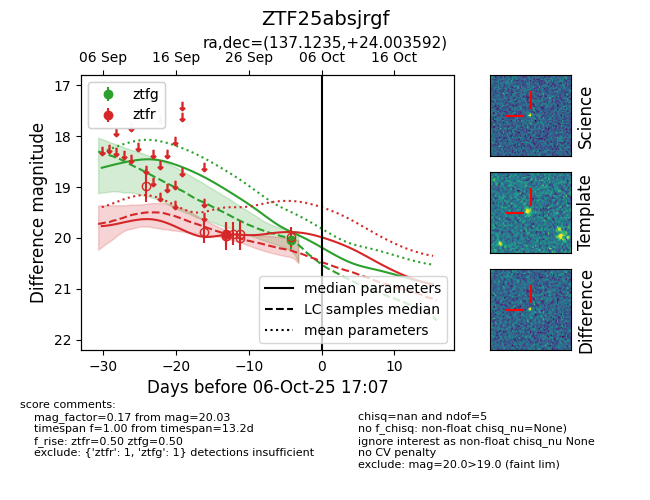 ZTF25absjrgf
ra,dec=(137.1235,+24.003592)
06 Sep 16 Sep 26 Sep 06 Oct 16 Oct
17
18
19
20
21
22
Difference magnitude
ztfg
ztfr
median parameters
LC samples median
mean parameters
−30 −20 −10 0 10
Days before 06-Oct-25 17:07
Science
Template
Difference
score comments:
mag_factor=0.17 from mag=20.03
timespan f=1.00 from timespan=13.2d
f_rise: ztfr=0.50 ztfg=0.50
exclude: {'ztfr': 1, 'ztfg': 1} detections insufficient
chisq=nan and ndof=5
no f_chisq: non-float chisq_nu=None)
ignore interest as non-float chisq_nu None
no CV penalty
exclude: mag=20.0>19.0 (faint lim)